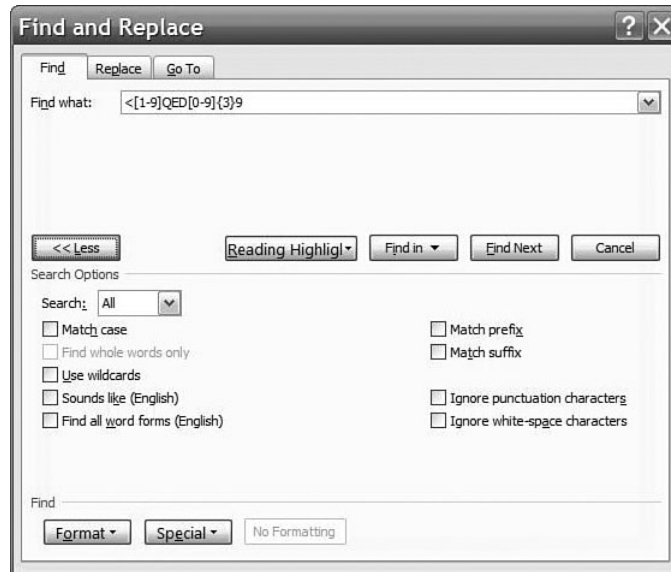 Find and Replace
Find Replace Go To
Find what: <[1-9]QED[0-9]{3}9
<< Less Reading Highligl Find in Find Next Cancel
Search Options
Search: All
Match case Match prefix
Find whole words only Match suffix
Use wildcards
Sounds like (English) Ignore punctuation characters
Find all word forms (English) Ignore white-space characters
Find
Format Special No Formatting